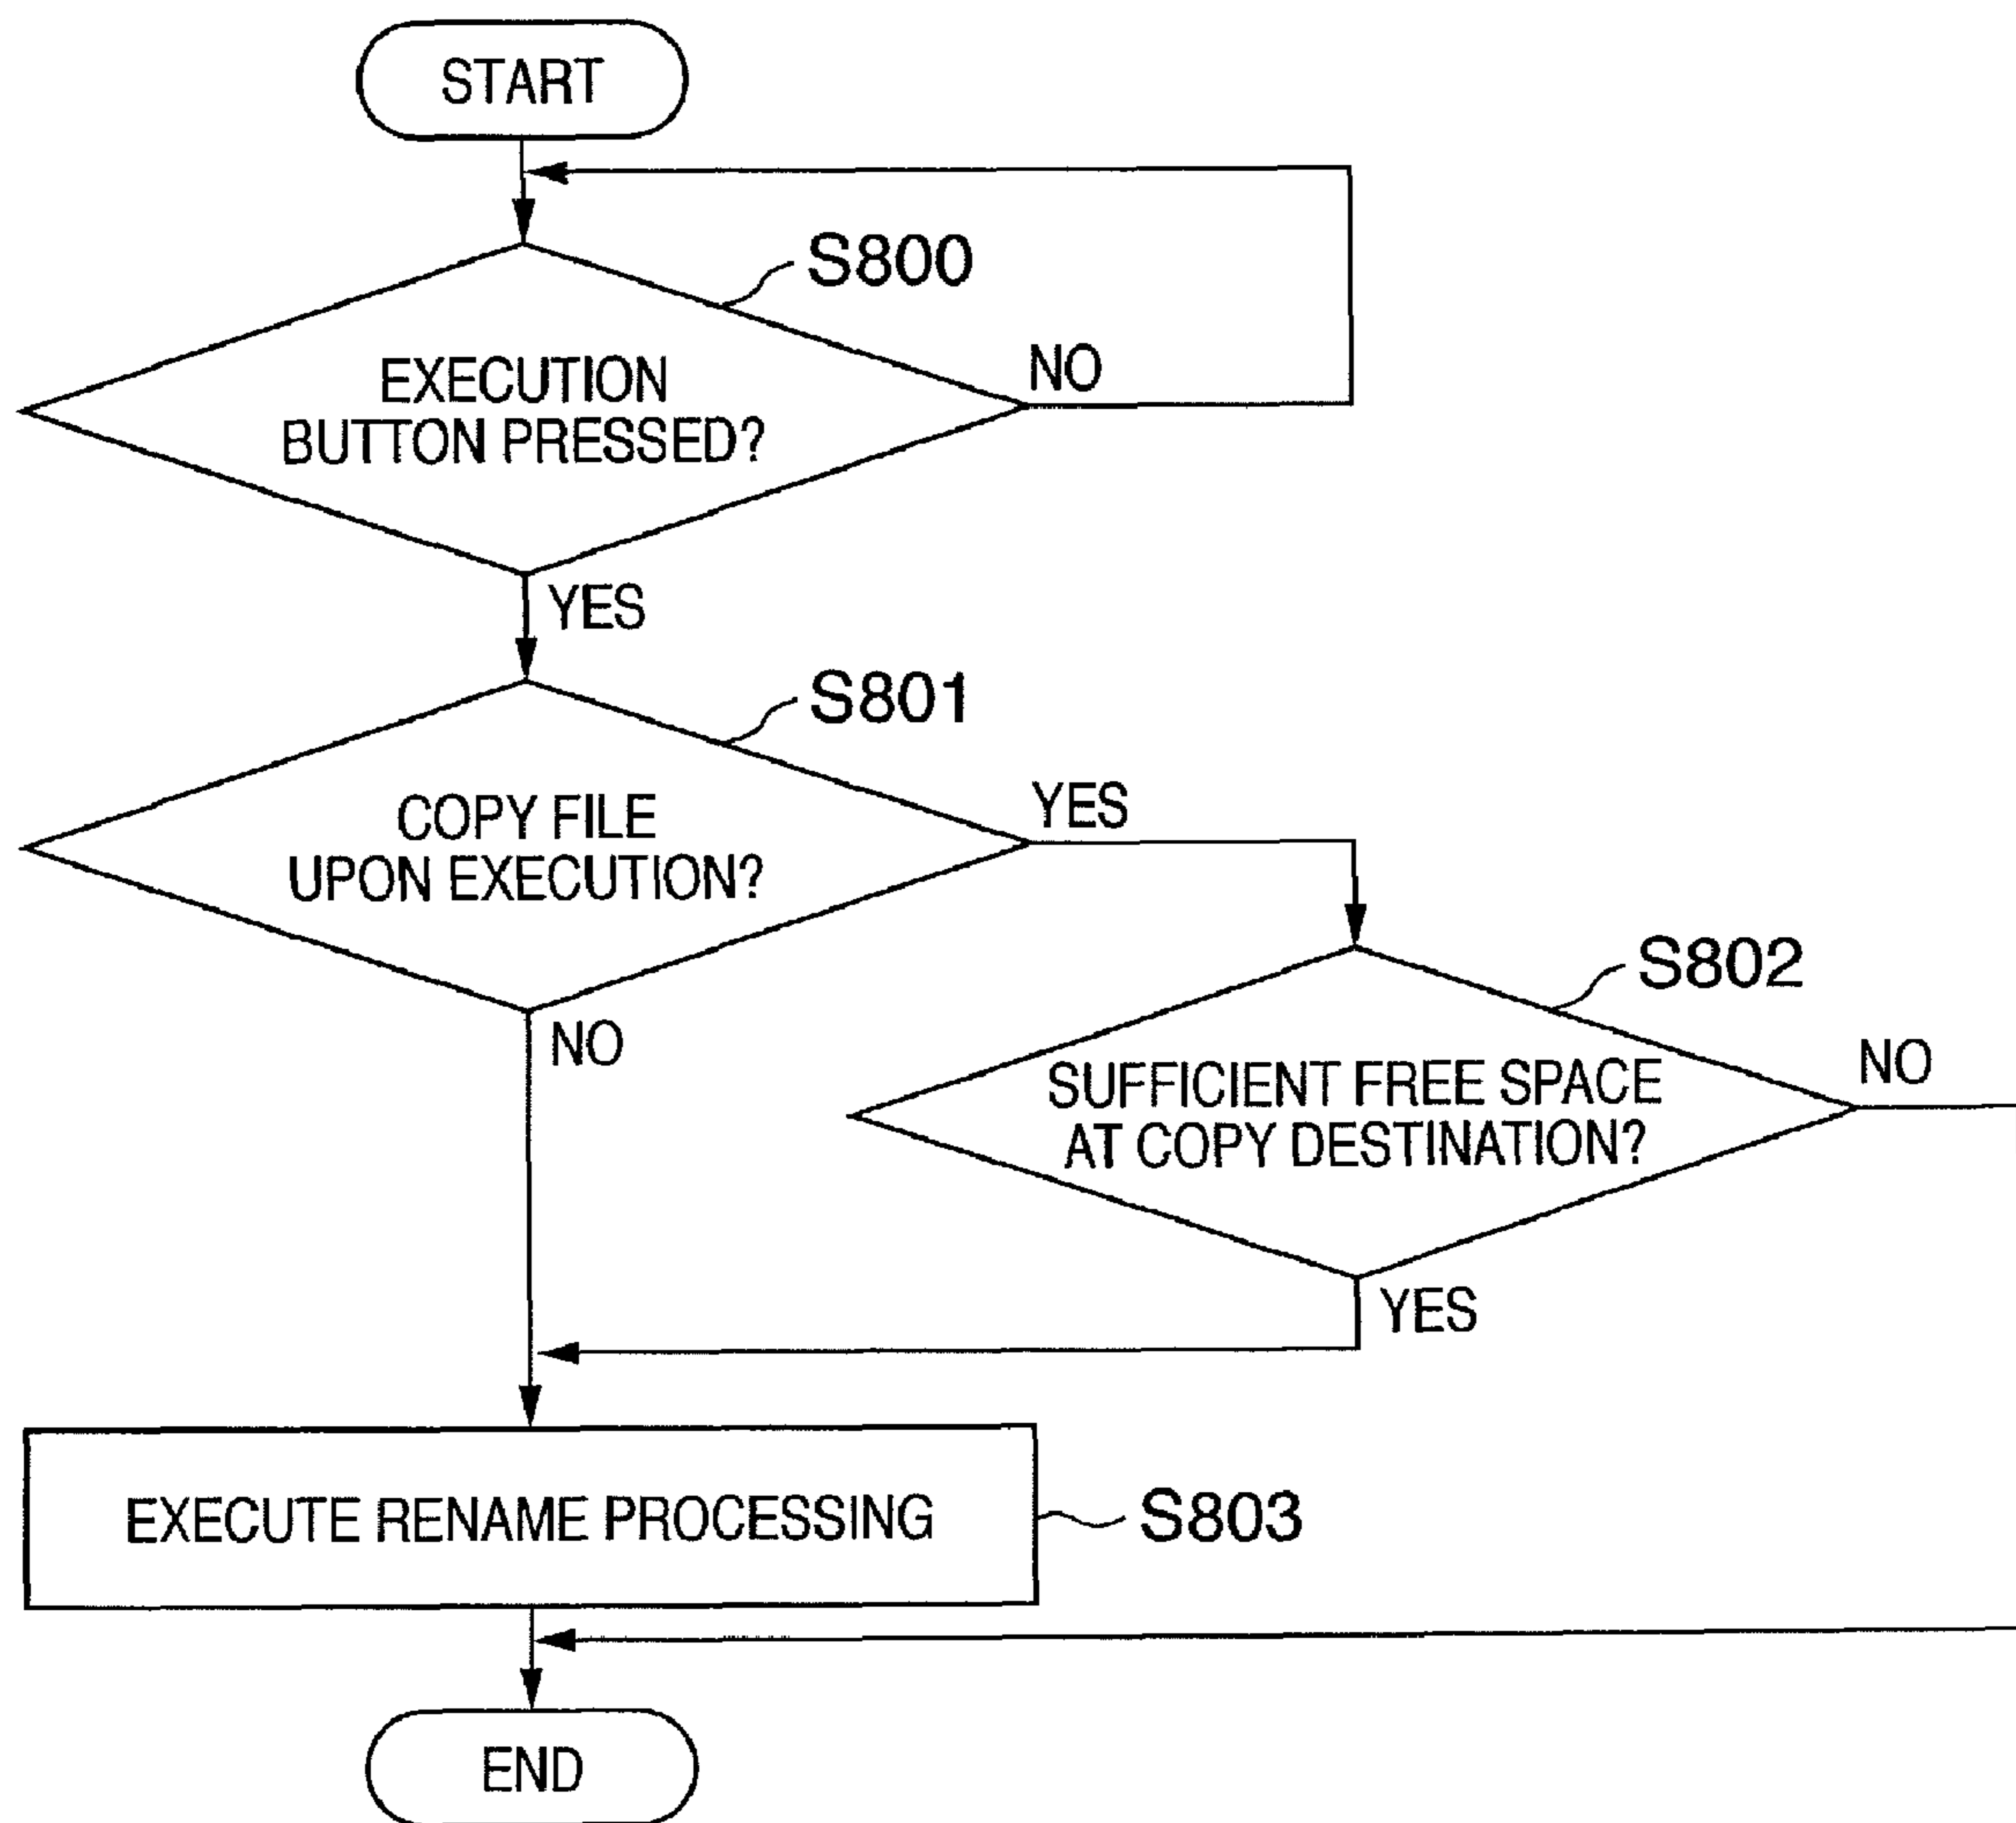 START
S800
EXECUTION
BUTTON PRESSED?
NO
YES
S801
COPY FILE
UPON EXECUTION?
YES
NO
S802
SUFFICIENT FREE SPACE
AT COPY DESTINATION?
NO
YES
EXECUTE RENAME PROCESSING
S803
END